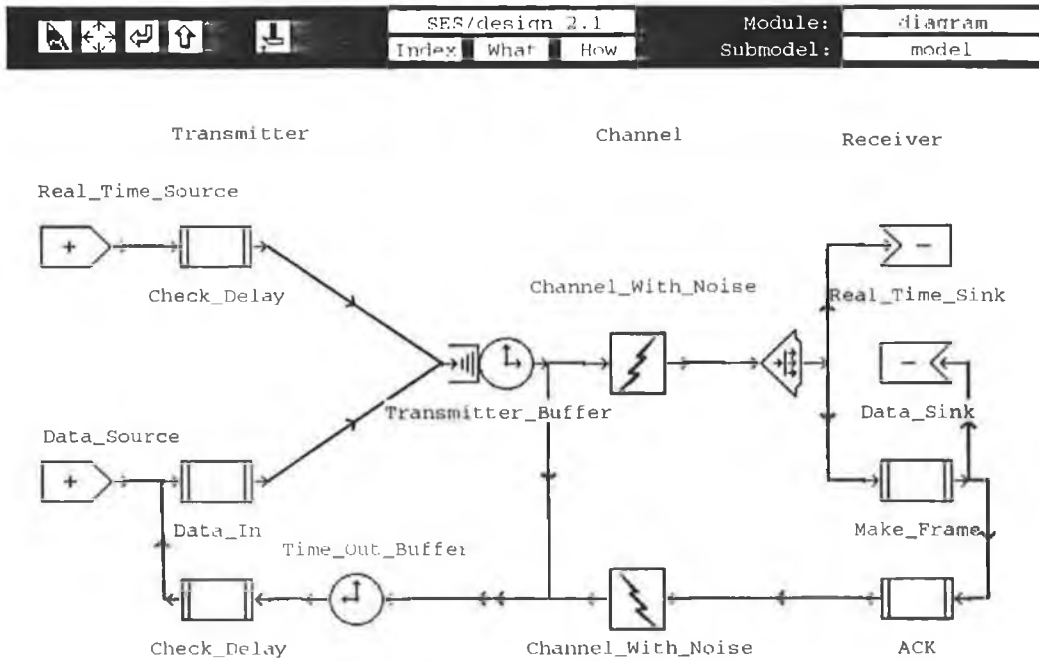 SES/design 2.1
Module:
diagram
Index
What
How
Submodel:
model
Transmitter
Channel
Receiver
Real_Time_Source
Check_Delay
Channel_With_Noise
Real_Time_Sink
Transmitter_Buffer
Data_Sink
Data_Source
Data_In
Make_Frame
Time_Out_Buffer
Check_Delay
Channel_With_Noise
ACK